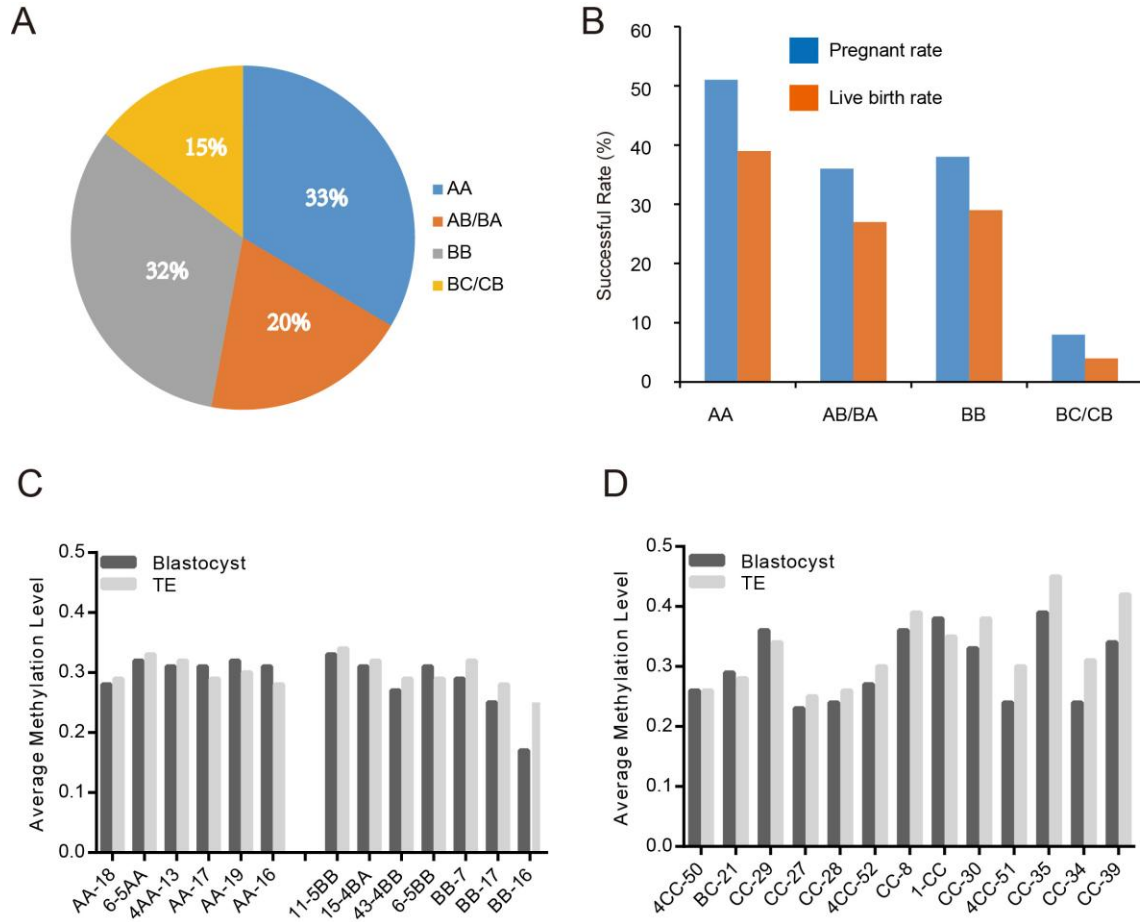 A
33%
20%
32%
15%
AA
AB/BA
BB
BC/CB
B
Successful Rate (%)
60
50
40
30
20
10
0
Pregnant rate
Live birth rate
AA
AB/BA
BB
BC/CB
C
Average Methylation Level
0.5
0.4
0.3
0.2
0.1
0.0
Blastocyst
TE
AA-18
6-5AA
4AA-13
AA-17
AA-19
AA-16
11-5BB
15-4BA
43-4BB
6-5BB
BB-7
BB-17
BB-16
D
Average Methylation Level
0.5
0.4
0.3
0.2
0.1
0.0
Blastocyst
TE
4CC-50
BC-21
CC-29
CC-27
CC-28
4CC-52
CC-8
1-CC
CC-30
4CC-51
CC-35
CC-34
CC-39